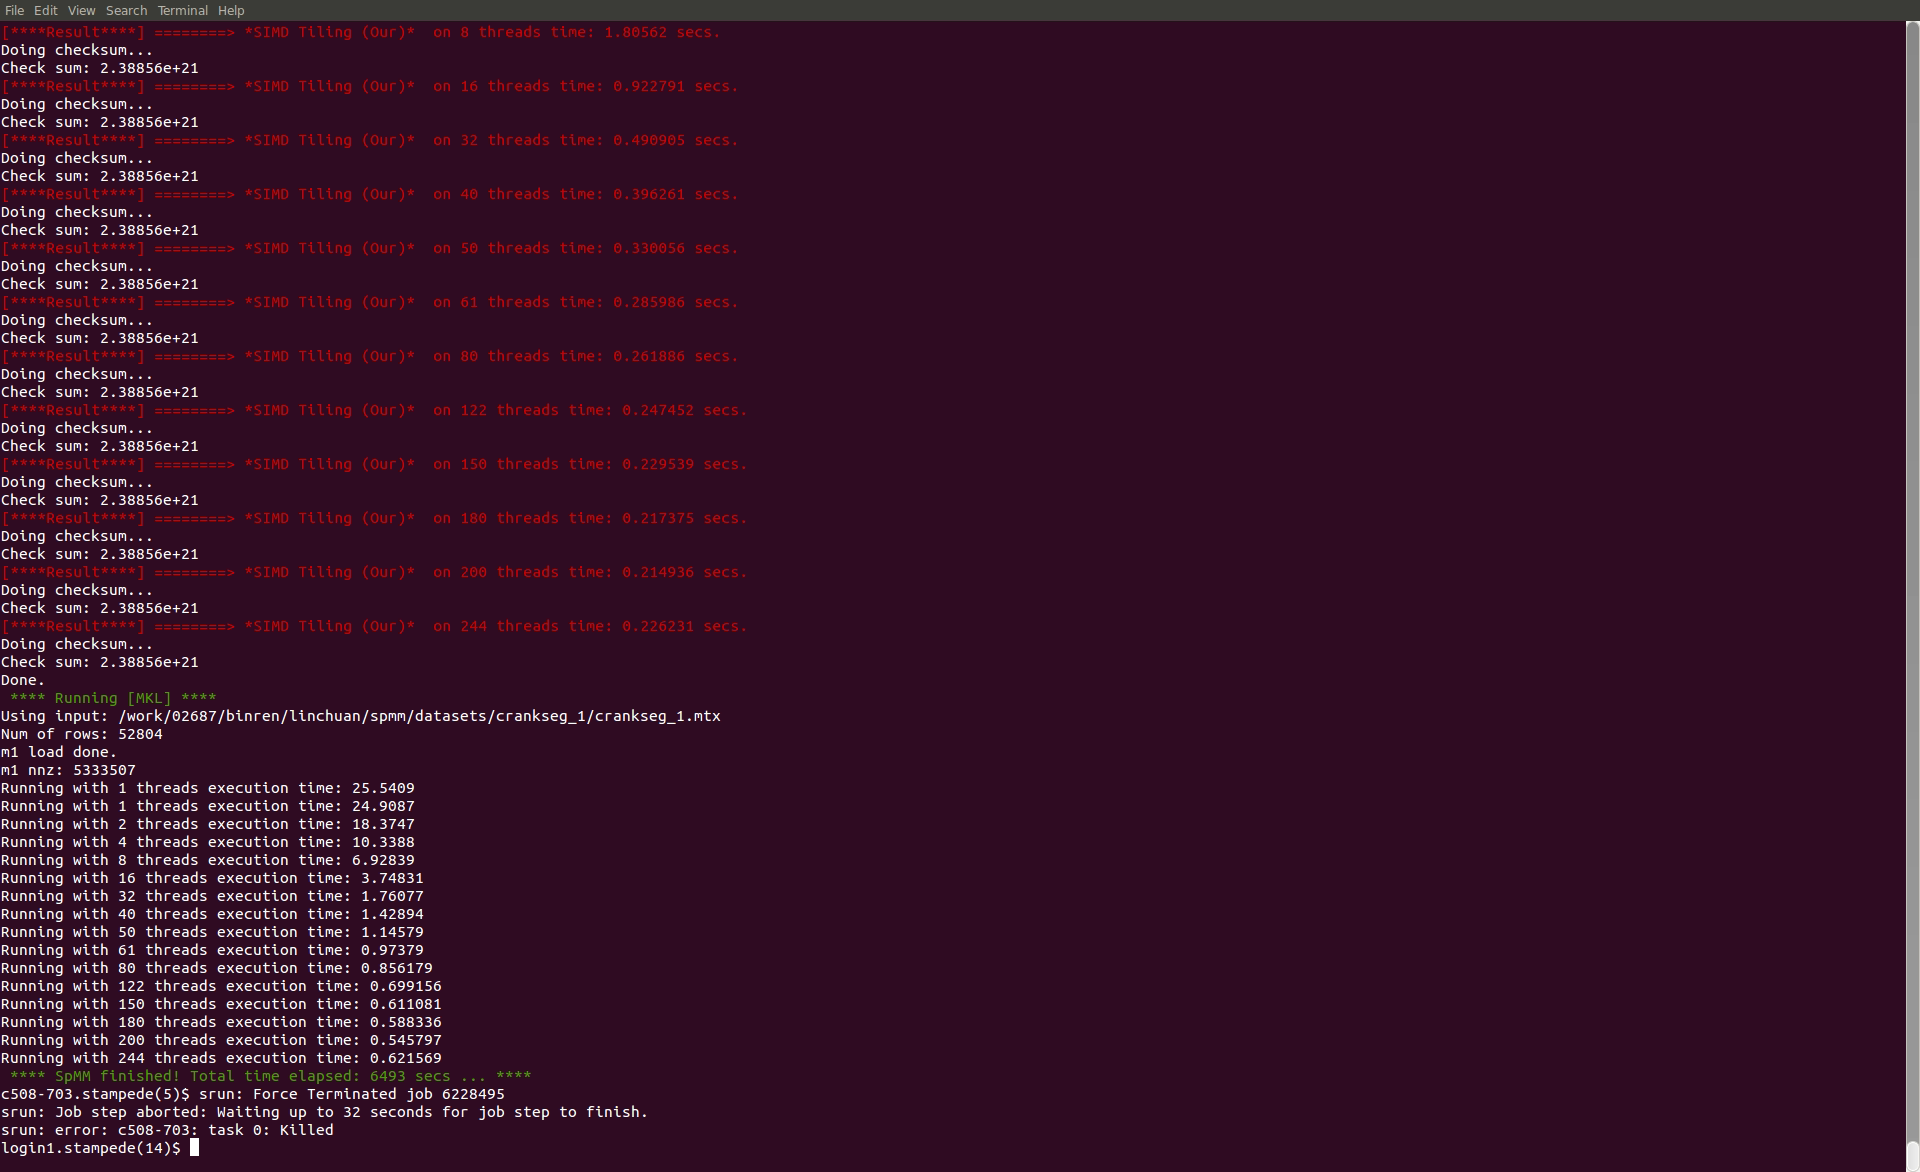 File Edit View Search Terminal Help
[****Result****] ========> *SIMD Tiling (Our)*  on 8 threads time: 1.80562 secs.
Doing checksum...
Check sum: 2.38856e+21
[****Result****] ========> *SIMD Tiling (Our)*  on 16 threads time: 0.922791 secs.
Doing checksum...
Check sum: 2.38856e+21
[****Result****] ========> *SIMD Tiling (Our)*  on 32 threads time: 0.490905 secs.
Doing checksum...
Check sum: 2.38856e+21
[****Result****] ========> *SIMD Tiling (Our)*  on 40 threads time: 0.396261 secs.
Doing checksum...
Check sum: 2.38856e+21
[****Result****] ========> *SIMD Tiling (Our)*  on 50 threads time: 0.330056 secs.
Doing checksum...
Check sum: 2.38856e+21
[****Result****] ========> *SIMD Tiling (Our)*  on 61 threads time: 0.285986 secs.
Doing checksum...
Check sum: 2.38856e+21
[****Result****] ========> *SIMD Tiling (Our)*  on 80 threads time: 0.261886 secs.
Doing checksum...
Check sum: 2.38856e+21
[****Result****] ========> *SIMD Tiling (Our)*  on 122 threads time: 0.247452 secs.
Doing checksum...
Check sum: 2.38856e+21
[****Result****] ========> *SIMD Tiling (Our)*  on 150 threads time: 0.229539 secs.
Doing checksum...
Check sum: 2.38856e+21
[****Result****] ========> *SIMD Tiling (Our)*  on 180 threads time: 0.217375 secs.
Doing checksum...
Check sum: 2.38856e+21
[****Result****] ========> *SIMD Tiling (Our)*  on 200 threads time: 0.214936 secs.
Doing checksum...
Check sum: 2.38856e+21
[****Result****] ========> *SIMD Tiling (Our)*  on 244 threads time: 0.226231 secs.
Doing checksum...
Check sum: 2.38856e+21
Done.
 **** Running [MKL] ****
Using input: /work/02687/binren/linchuan/spmm/datasets/crankseg_1/crankseg_1.mtx
Num of rows: 52804
m1 load done.
m1 nnz: 5333507
Running with 1 threads execution time: 25.5409
Running with 1 threads execution time: 24.9087
Running with 2 threads execution time: 18.3747
Running with 4 threads execution time: 10.3388
Running with 8 threads execution time: 6.92839
Running with 16 threads execution time: 3.74831
Running with 32 threads execution time: 1.76077
Running with 40 threads execution time: 1.42894
Running with 50 threads execution time: 1.14579
Running with 61 threads execution time: 0.97379
Running with 80 threads execution time: 0.856179
Running with 122 threads execution time: 0.699156
Running with 150 threads execution time: 0.611081
Running with 180 threads execution time: 0.588336
Running with 200 threads execution time: 0.545797
Running with 244 threads execution time: 0.621569
 **** SpMM finished! Total time elapsed: 6493 secs ... ****
c508-703.stampede(5)$ srun: Force Terminated job 6228495
srun: Job step aborted: Waiting up to 32 seconds for job step to finish.
srun: error: c508-703: task 0: Killed
login1.stampede(14)$